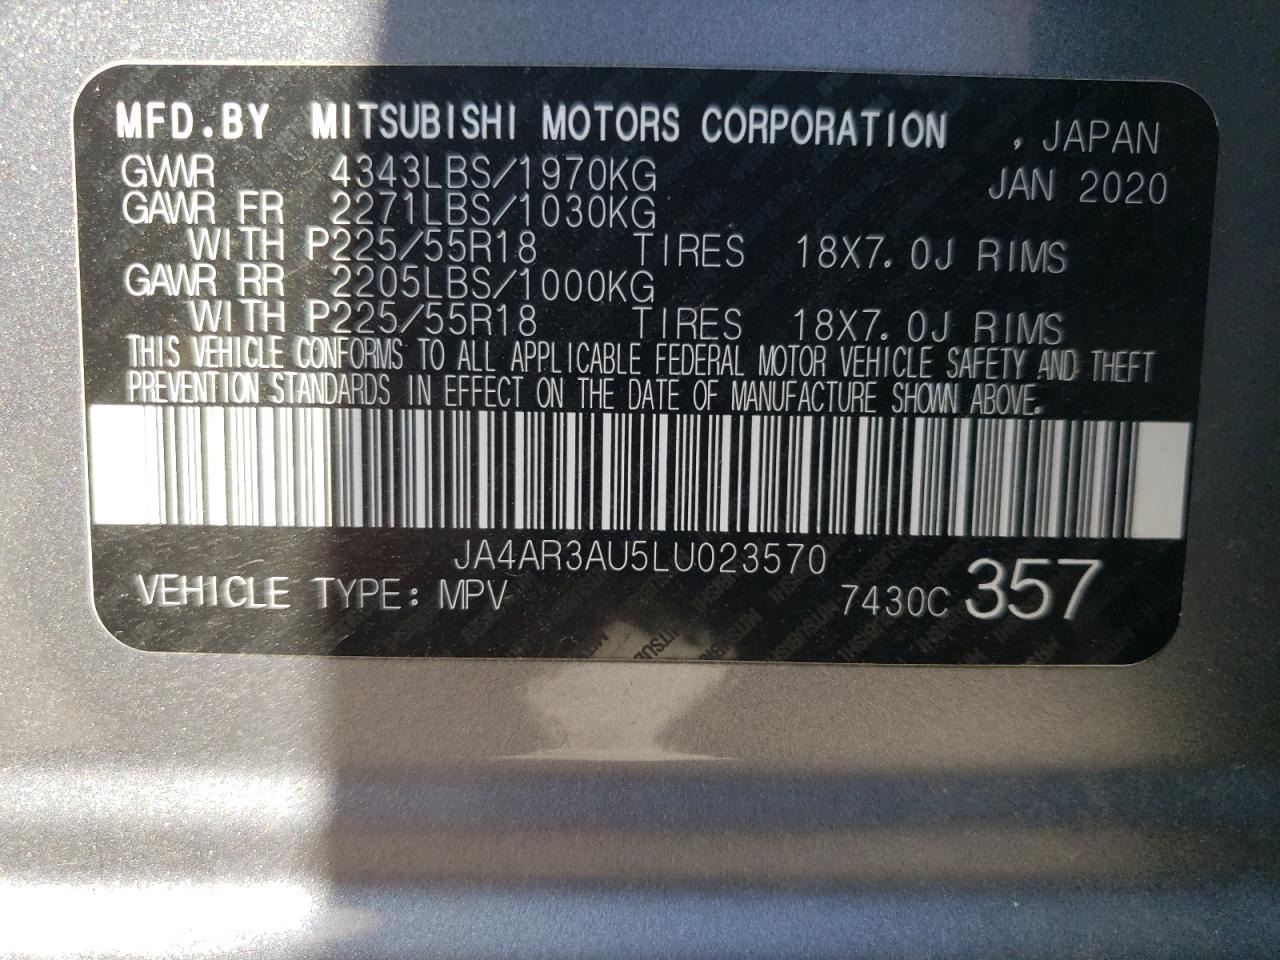 MFD.BY MITSUBISHI MOTORS CORPORATION , JAPAN
GVWR 4343LBS/1970KG JAN 2020
GAWR FR 2271LBS/1030KG
WITH P225/55R18 TIRES 18X7.0J RIMS
GAWR RR 2205LBS/1000KG
WITH P225/55R18 TIRES 18X7.0J RIMS
THIS VEHICLE CONFORMS TO ALL APPLICABLE FEDERAL MOTOR VEHICLE SAFETY AND THEFT
PREVENTION STANDARDS IN EFFECT ON THE DATE OF MANUFACTURE SHOWN ABOVE.
JA4AR3AU5LU023570
VEHICLE TYPE: MPV 7430C 357